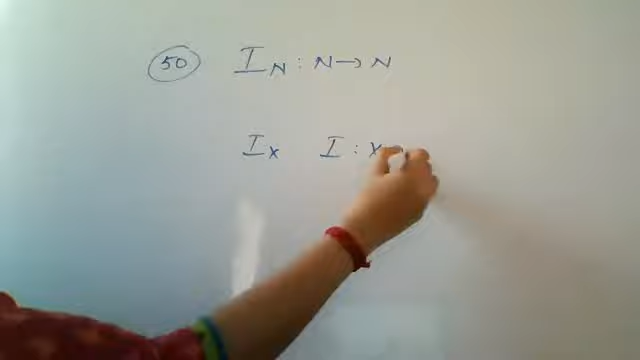 50 I_N : N → N
I_X I : X